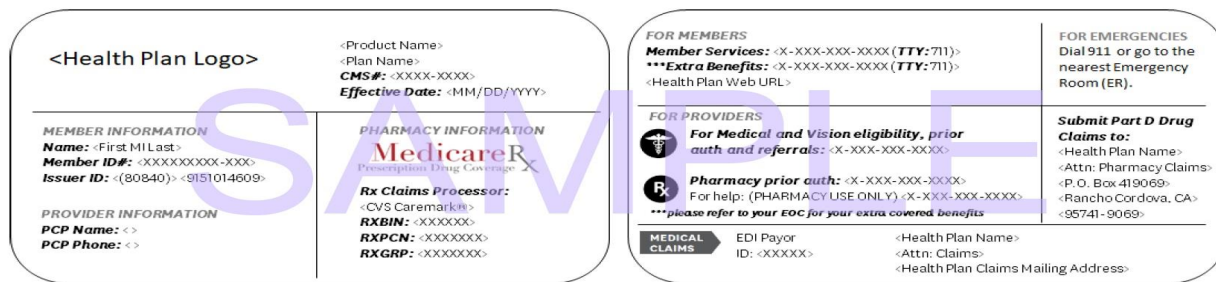 <Health Plan Logo>
<Product Name>
<Plan Name>
CMS#: <XXXX-XXXX>
Effective Date: <MM/DD/YYYY>
MEMBER INFORMATION
Name: <First MI Last>
Member ID#: <XXXXXXXXX-XXX>
Issuer ID: <(80840)> <9151014609>
PROVIDER INFORMATION
PCP Name: < >
PCP Phone: < >
PHARMACY INFORMATION
MedicareRx
Prescription Drug Coverage
Rx Claims Processor:
<CVS Caremark®>
RXBIN: <XXXXXX>
RXPCN: <XXXXXXX>
RXGRP: <XXXXXXX>
FOR MEMBERS
Member Services: <X-XXX-XXX-XXXX (TTY:711)>
***Extra Benefits: <X-XXX-XXX-XXXX (TTY:711)>
<Health Plan Web URL>
FOR EMERGENCIES
Dial 911 or go to the
nearest Emergency
Room (ER).
FOR PROVIDERS
For Medical and Vision eligibility, prior
auth and referrals: <X-XXX-XXX-XXXX>
Rx
Pharmacy prior auth: <X-XXX-XXX-XXXX>
For help: (PHARMACY USE ONLY) <X-XXX-XXX-XXXX>
***please refer to your EOC for your extra covered benefits
Submit Part D Drug
Claims to:
<Health Plan Name>
<Attn: Pharmacy Claims>
<P.O. Box 419069>
<Rancho Cordova, CA>
<95741-9069>
MEDICAL
CLAIMS
EDI Payor
ID: <XXXXX>
<Health Plan Name>
<Attn: Claims>
<Health Plan Claims Mailing Address>
SAMPLE